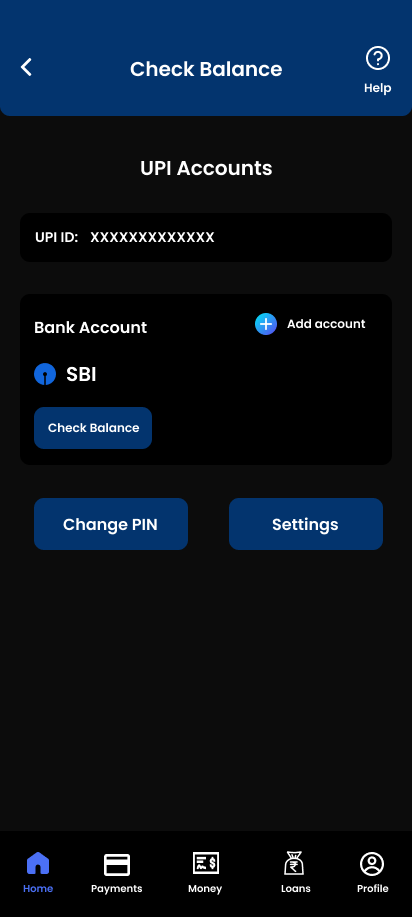 Check Balance
Help
UPI Accounts
UPI ID: XXXXXXXXXXXXX
Bank Account
Add account
SBI
Check Balance
Change PIN
Settings
Home
Payments
Money
Loans
Profile